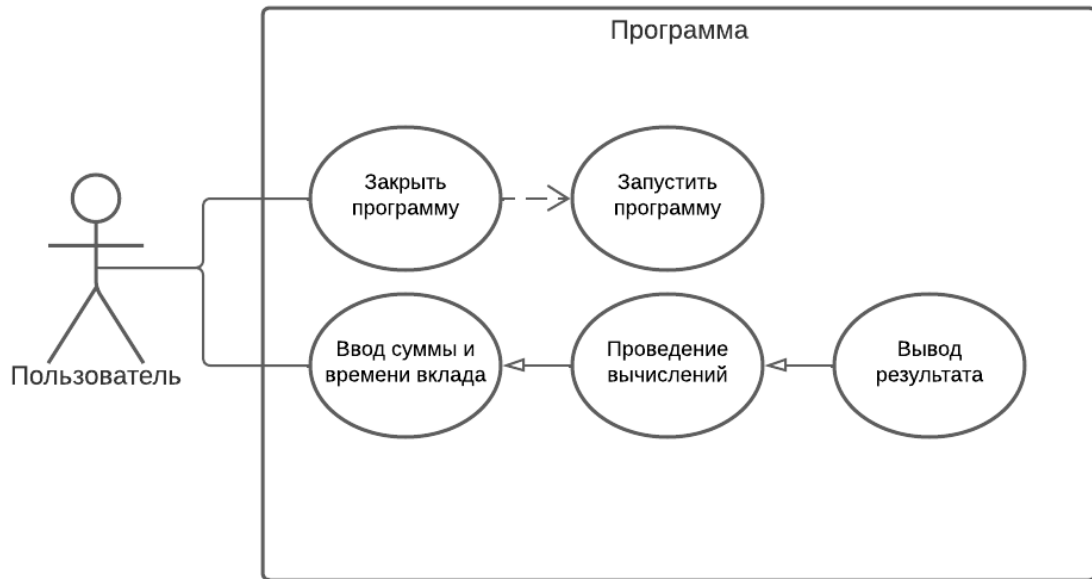 Программа
Закрыть
программу
Запустить
программу
Пользователь
Ввод суммы и
времени вклада
Проведение
вычислений
Вывод
результата